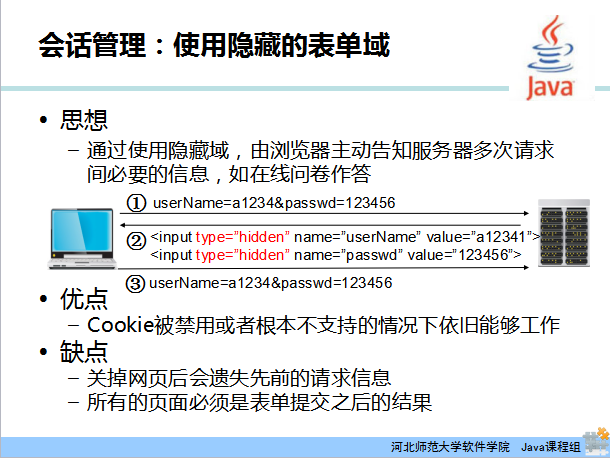 会话管理：使用隐藏的表单域
Java
• 思想
– 通过使用隐藏域，由浏览器主动告知服务器多次请求
间必要的信息，如在线问卷作答
① userName=a1234&passwd=123456
② <input type=”hidden” name=”userName” value=”a12341”>
<input type=”hidden” name=”passwd” value=”123456”>
③ userName=a1234&passwd=123456
• 优点
– Cookie被禁用或者根本不支持的情况下依旧能够工作
• 缺点
– 关掉网页后会遗失先前的请求信息
– 所有的页面必须是表单提交之后的结果
河北师范大学软件学院 Java课程组